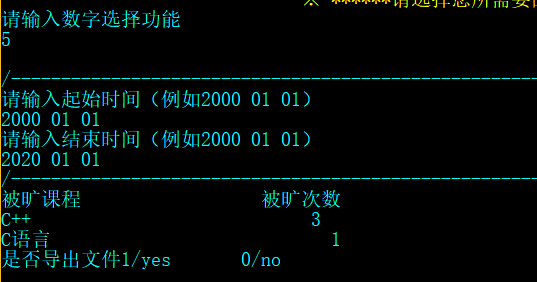 ※ ******请选择您所需要
请输入数字选择功能
5
/------------------------------------------------------
请输入起始时间（例如2000 01 01）
2000 01 01
请输入结束时间（例如2000 01 01）
2020 01 01
/------------------------------------------------------
被旷课程 被旷次数
C++ 3
C语言 1
是否导出文件1/yes 0/no